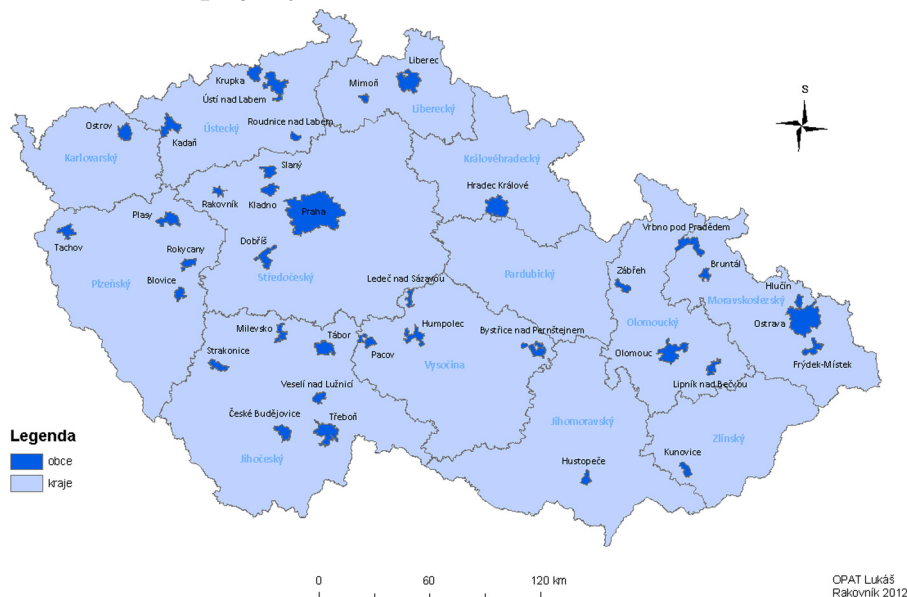 Liberec
Krupka
Mimoň
Ústí nad Labem
Liberecký
S
Roudnice nad Labem
Ostrov
Ústecký
Kadaň
Karlovarský
Královéhradecký
Slaný
Rakovník
Kladno
Hradec Králové
Praha
Plasy
Tachov
Vrbno pod Pradědem
Dobříš
Rokycany
Bruntál
Zábřeh
Pardubický
Plzeňský
Blovice
Středočeský
Ledeč nad Sázavou
Hlučín
Moravskoslezský
Ostrava
Olomoucký
Milevsko
Tábor
Humpolec
Bystřice nad Pernštejnem
Strakonice
Pacov
Vysočina
Olomouc
Frýdek-Místek
Lipník nad Bečvou
Veselí nad Lužnicí
České Budějovice
Třeboň
Jihomoravský
Zlínský
Jihočeský
Kunovice
Hustopeče
Legenda
obce
kraje
0 60 120 km
OPAT Lukáš
Rakovník 2012